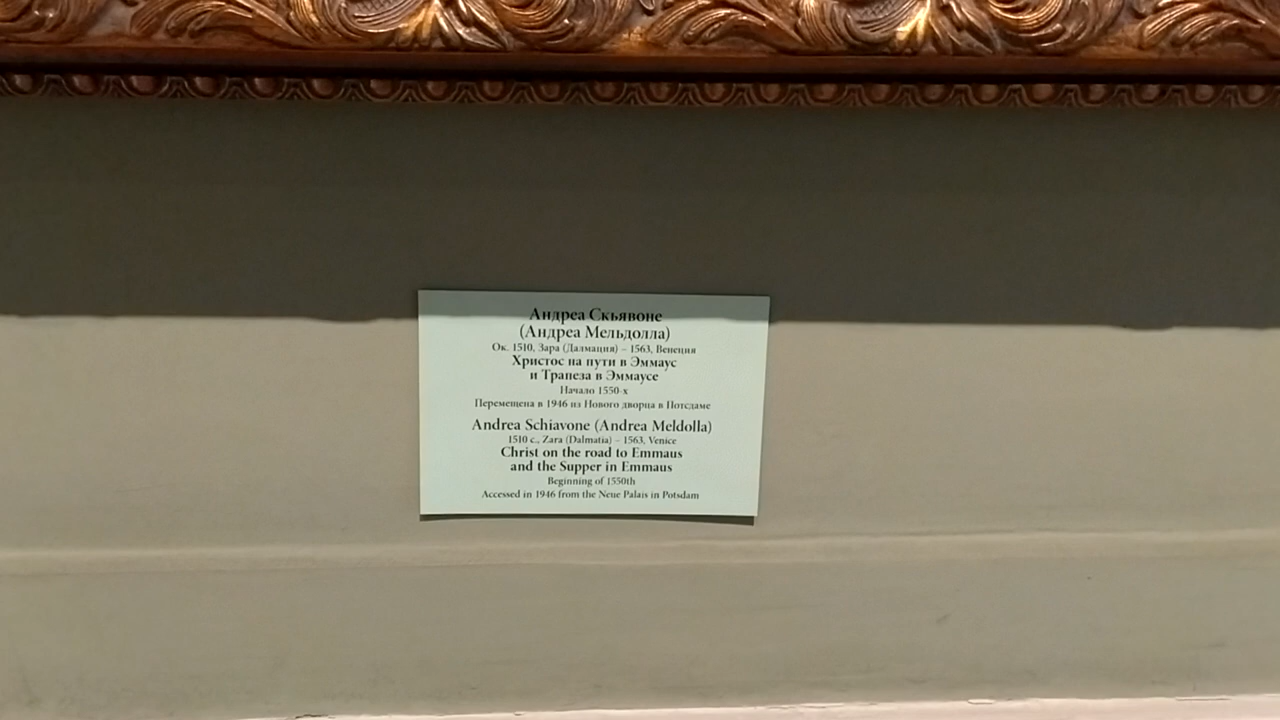 Андреа Скьявоне
(Андреа Мельдолла)
Ок. 1510, Зара (Далмация) – 1563, Венеция
Христос на пути в Эммаус
и Трапеза в Эммаусе
Начало 1550-х
Перемещена в 1946 из Нового дворца в Потсдаме
Andrea Schiavone (Andrea Meldolla)
1510 c., Zara (Dalmatia) – 1563, Venice
Christ on the road to Emmaus
and the Supper in Emmaus
Beginning of 1550th
Accessed in 1946 from the Neue Palais in Potsdam